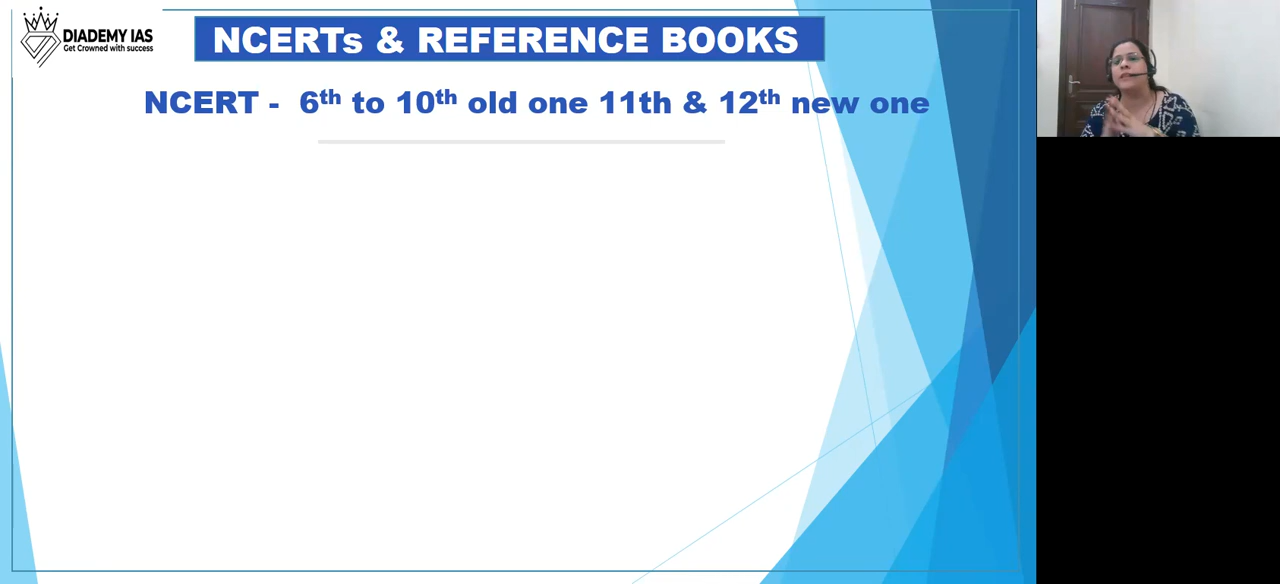 DIADEMY IAS
Get Crowned with success
NCERTs & REFERENCE BOOKS
NCERT - 6th to 10th old one 11th & 12th new one